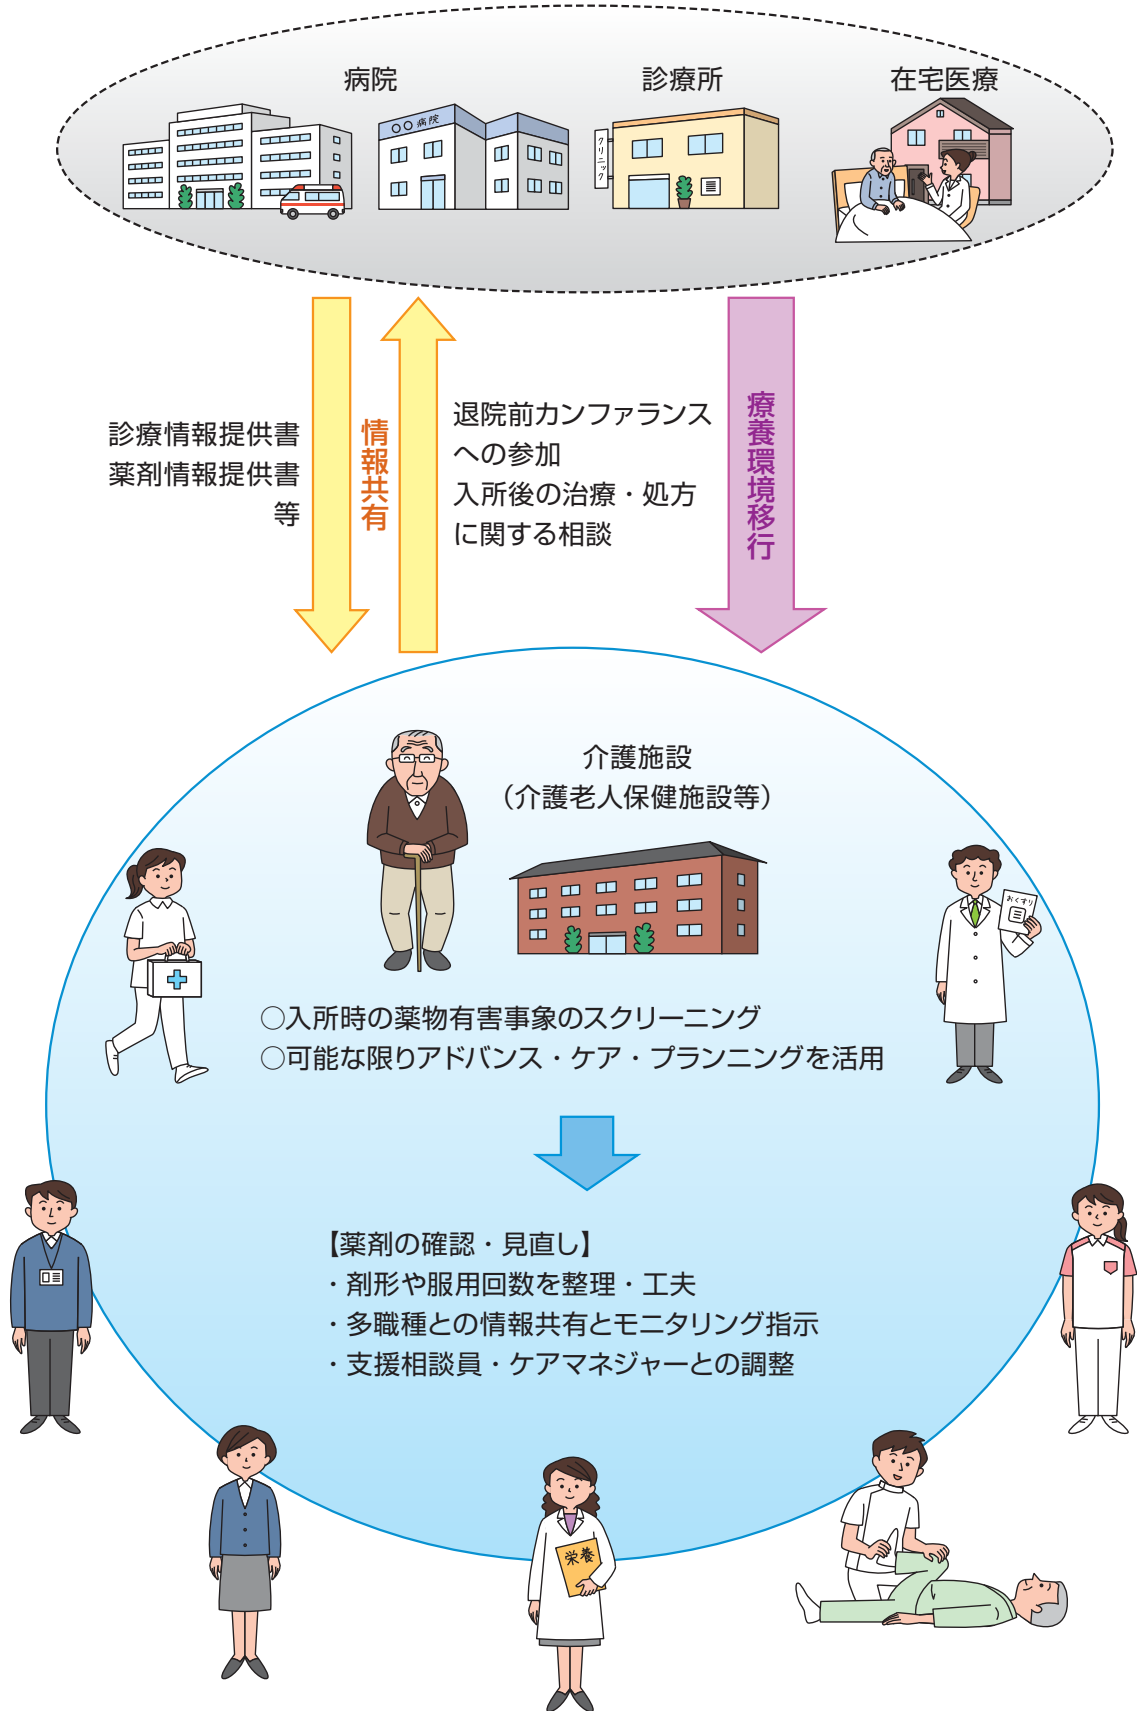 病院
診療所
在宅医療
○○病院
クリニック
診療情報提供書
薬剤情報提供書
等
情報共有
退院前カンファランス
への参加
入所後の治療・処方
に関する相談
療養環境移行
介護施設
（介護老人保健施設等）
おくすり
○入所時の薬物有害事象のスクリーニング
○可能な限りアドバンス・ケア・プランニングを活用
【薬剤の確認・見直し】
・剤形や服用回数を整理・工夫
・多職種との情報共有とモニタリング指示
・支援相談員・ケアマネジャーとの調整
栄養